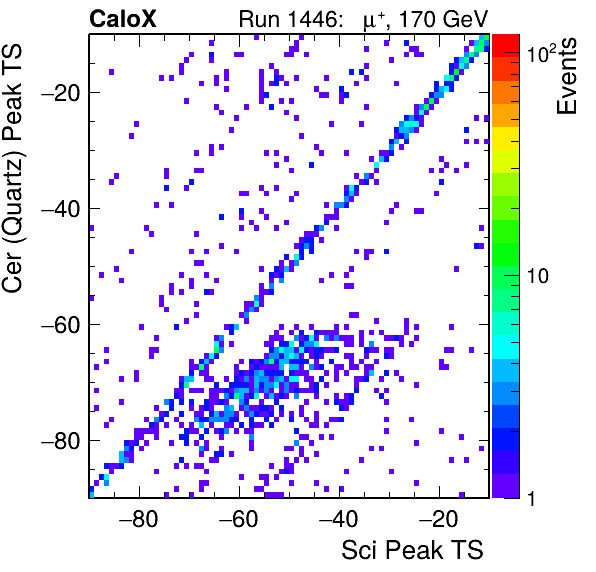 CaloX Run 1446: μ⁺, 170 GeV
Cer (Quartz) Peak TS
−20
−40
−60
−80
−80 −60 −40 −20
Sci Peak TS
Events
10²
10
1